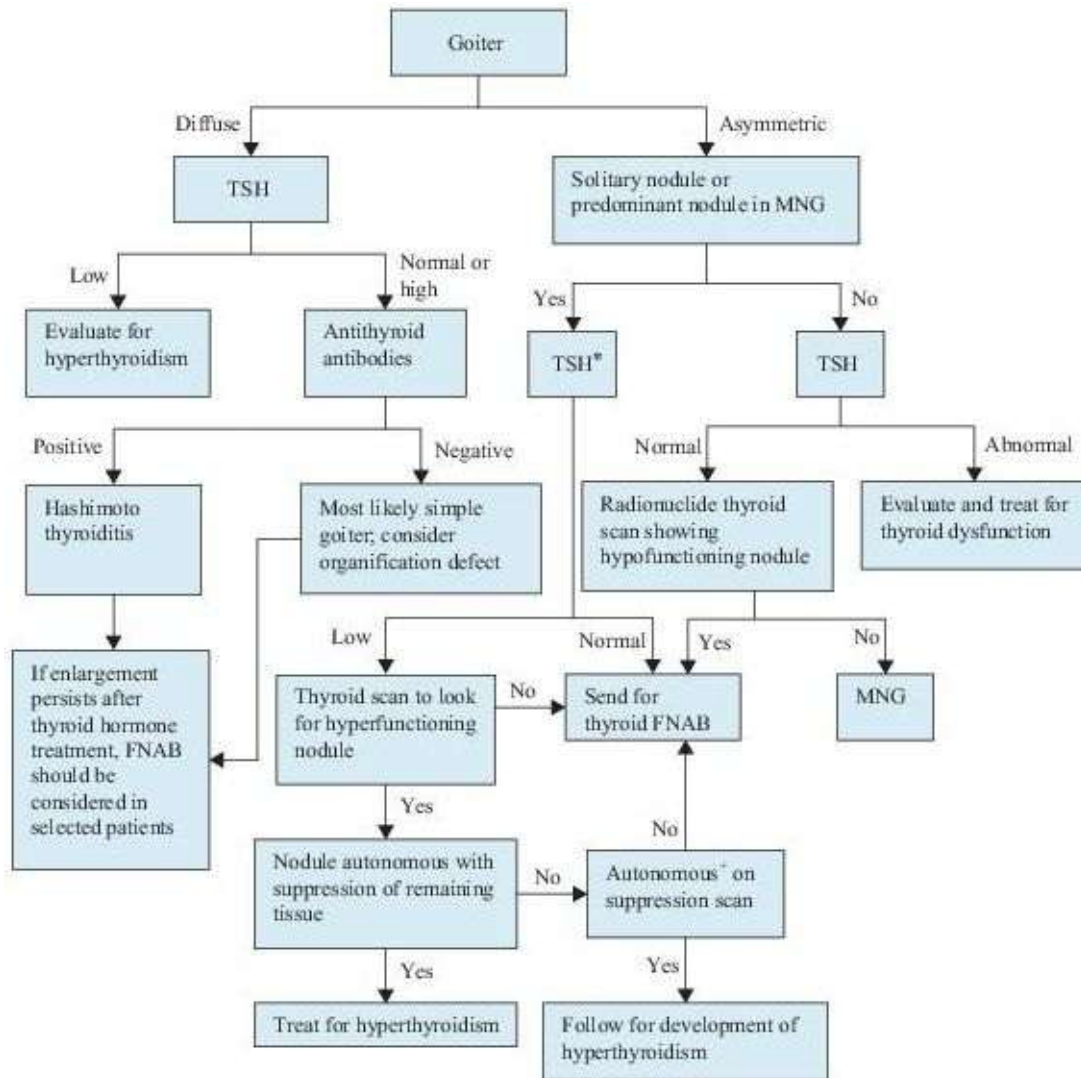 Goiter
Diffuse
Asymmetric
TSH
Solitary nodule or
predominant nodule in MNG
Low
Normal or
high
Yes
No
Evaluate for
hyperthyroidism
Antithyroid
antibodies
TSH*
TSH
Positive
Negative
Normal
Abnormal
Hashimoto
thyroiditis
Most likely simple
goiter; consider
organification defect
Radionuclide thyroid
scan showing
hypofunctioning nodule
Evaluate and treat for
thyroid dysfunction
Low
Normal
Yes
No
If enlargement
persists after
thyroid hormone
treatment, FNAB
should be
considered in
selected patients
Thyroid scan to look
for hyperfunctioning
nodule
No
Send for
thyroid FNAB
MNG
Yes
No
Nodule autonomous with
suppression of remaining
tissue
No
Autonomous+ on
suppression scan
Yes
Yes
Treat for hyperthyroidism
Follow for development of
hyperthyroidism